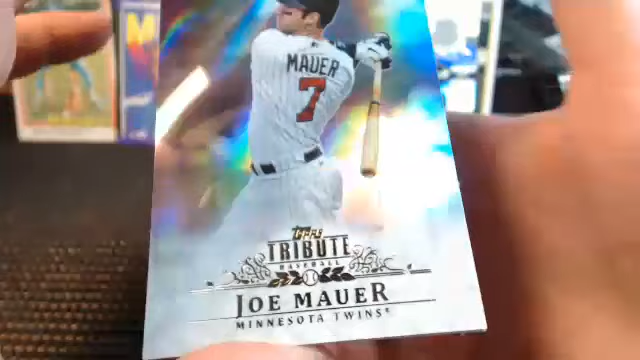 M
MAUER
7
TOPPS
TRIBUTE
BASEBALL
JOE MAUER
MINNESOTA TWINS